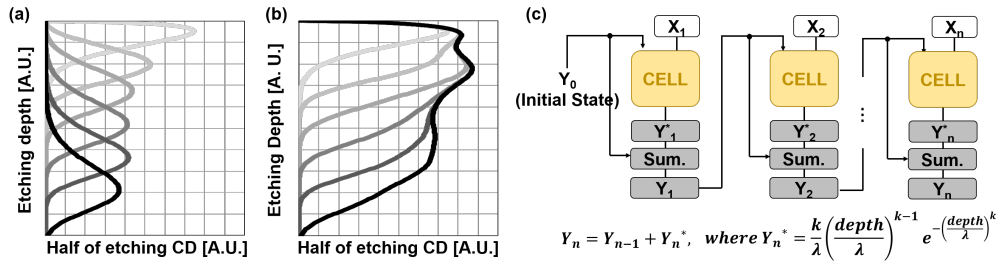 (a)
Etching depth [A.U.]
Half of etching CD [A.U.]
(b)
Etching Depth [A. U.]
Half of etching CD [A.U.]
(c)
Y₀
(Initial State)
X₁
CELL
Y*₁
Sum.
Y₁
X₂
CELL
Y*₂
Sum.
Y₂
...
Xₙ
CELL
Y*ₙ
Sum.
Yₙ
Yₙ = Yₙ₋₁ + Yₙ*, where Yₙ* = k/λ (depth/λ)^(k−1) e^(−(depth/λ)^k)